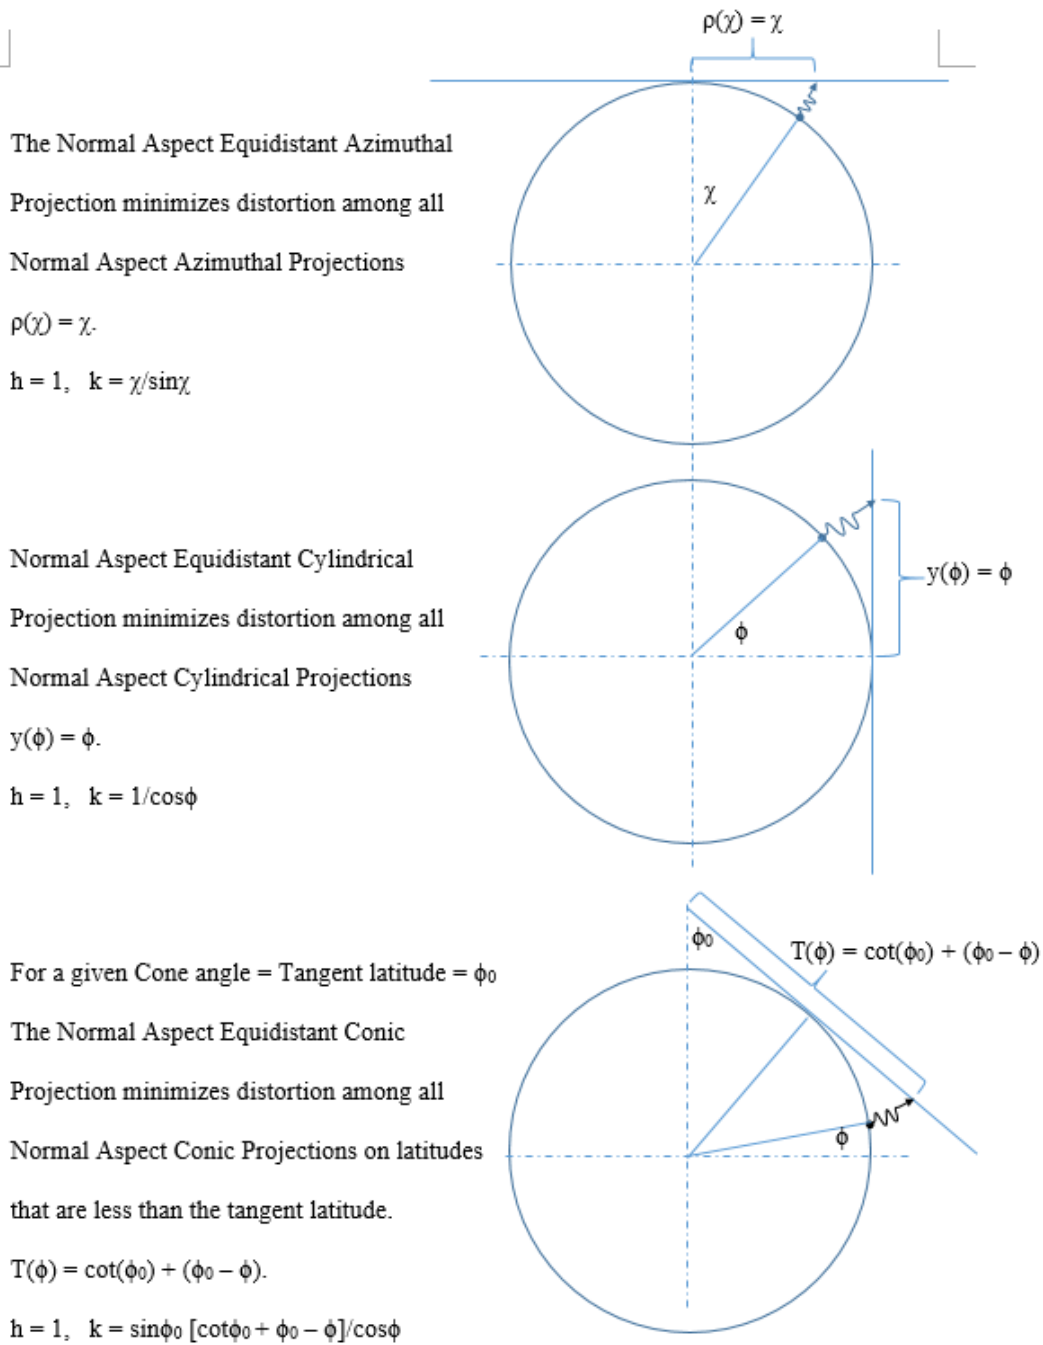 ρ(χ) = χ
The Normal Aspect Equidistant Azimuthal
Projection minimizes distortion among all
Normal Aspect Azimuthal Projections
ρ(χ) = χ.
h = 1,   k = χ/sinχ
χ
Normal Aspect Equidistant Cylindrical
Projection minimizes distortion among all
Normal Aspect Cylindrical Projections
y(ϕ) = ϕ.
h = 1,   k = 1/cosϕ
y(ϕ) = ϕ
ϕ
For a given Cone angle = Tangent latitude = ϕ₀
The Normal Aspect Equidistant Conic
Projection minimizes distortion among all
Normal Aspect Conic Projections on latitudes
that are less than the tangent latitude.
T(ϕ) = cot(ϕ₀) + (ϕ₀ – ϕ).
h = 1,   k = sinϕ₀ [cotϕ₀ + ϕ₀ – ϕ]/cosϕ
ϕ₀
T(ϕ) = cot(ϕ₀) + (ϕ₀ – ϕ)
ϕ